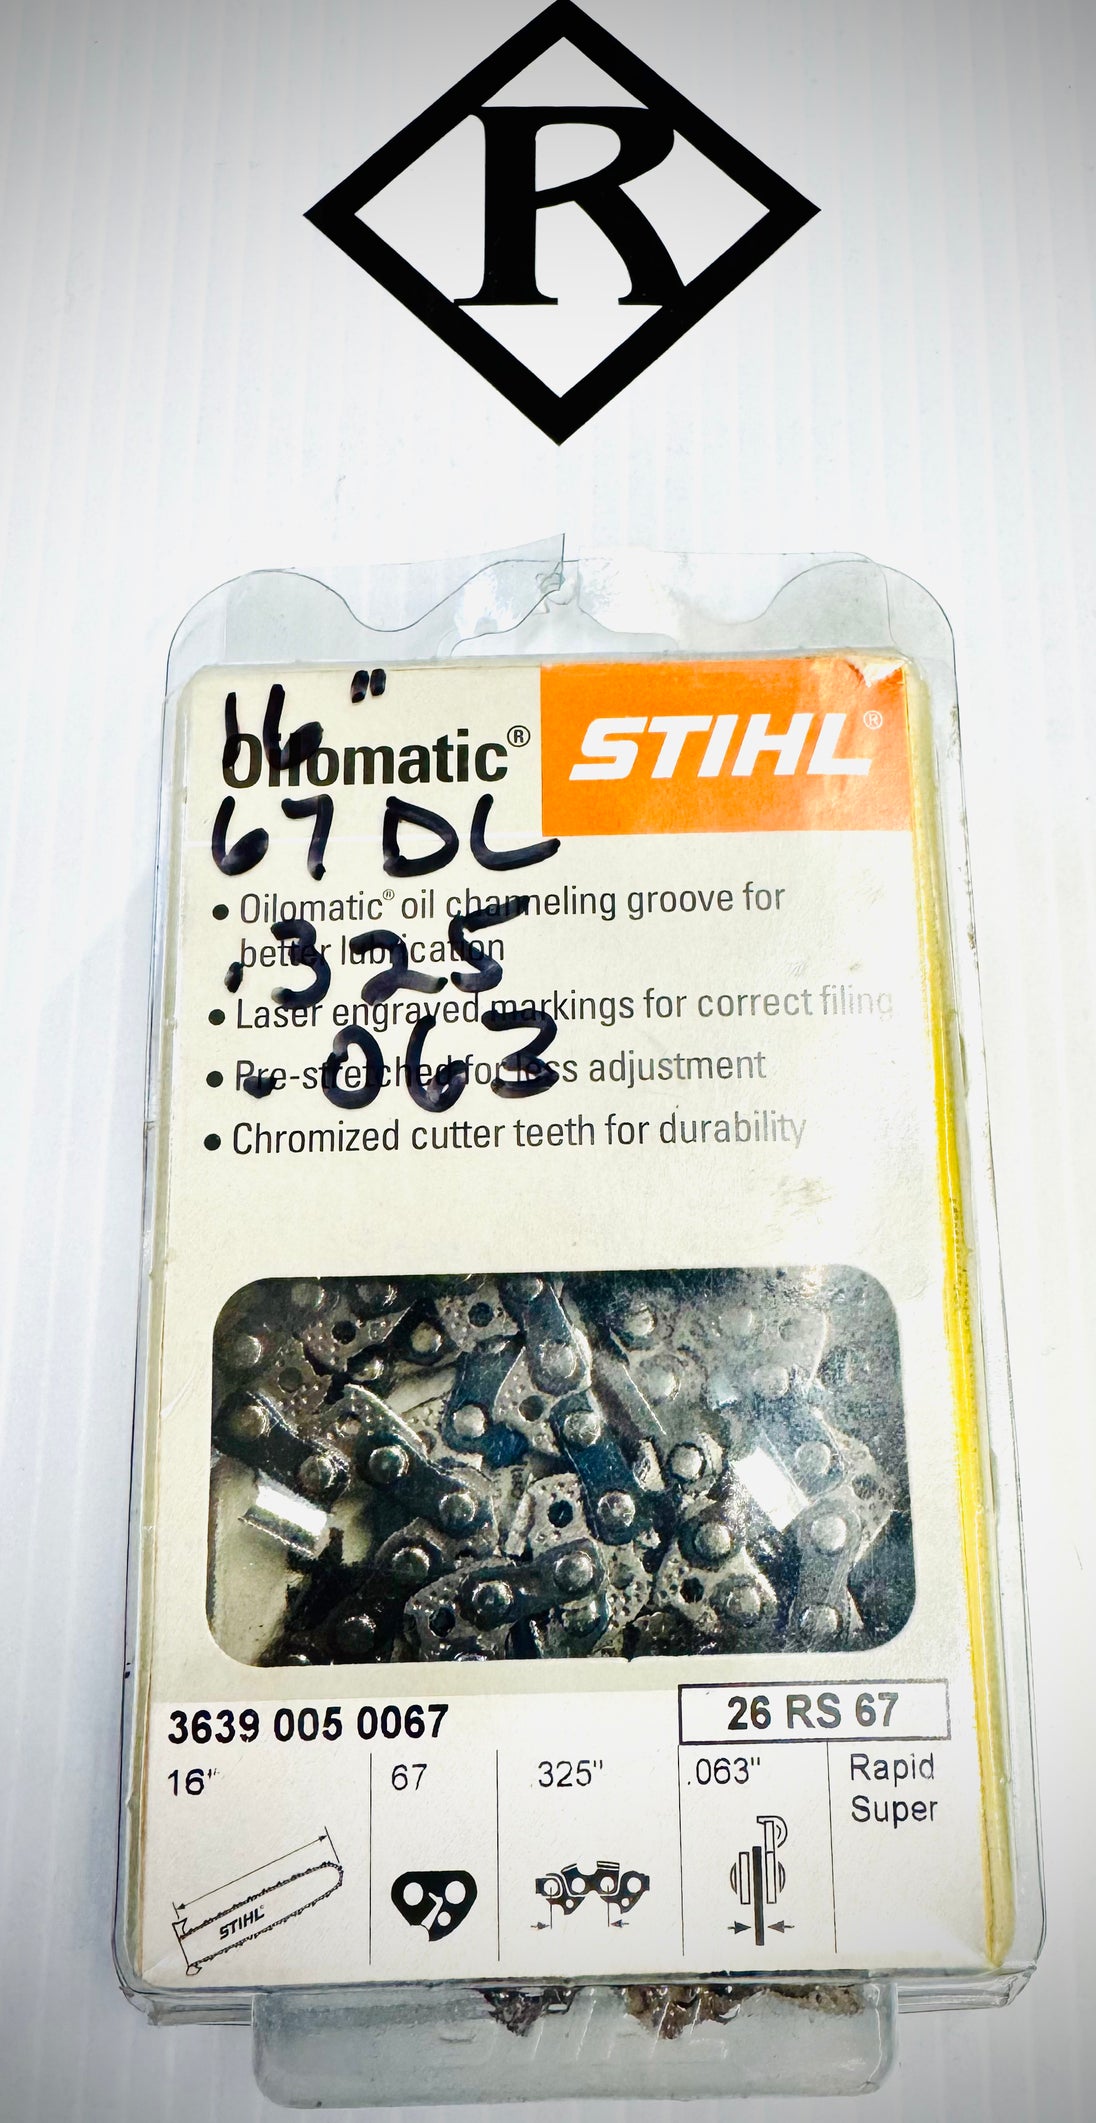 R
16"
Oilomatic®
STIHL®
67 DL
• Oilomatic® oil channeling groove for
better lubrication
.325
• Laser engraved markings for correct filing
.063
• Pre-stretched for less adjustment
• Chromized cutter teeth for durability
3639 005 0067
26 RS 67
16"
67
.325"
.063"
Rapid
Super
STIHL
STIHL